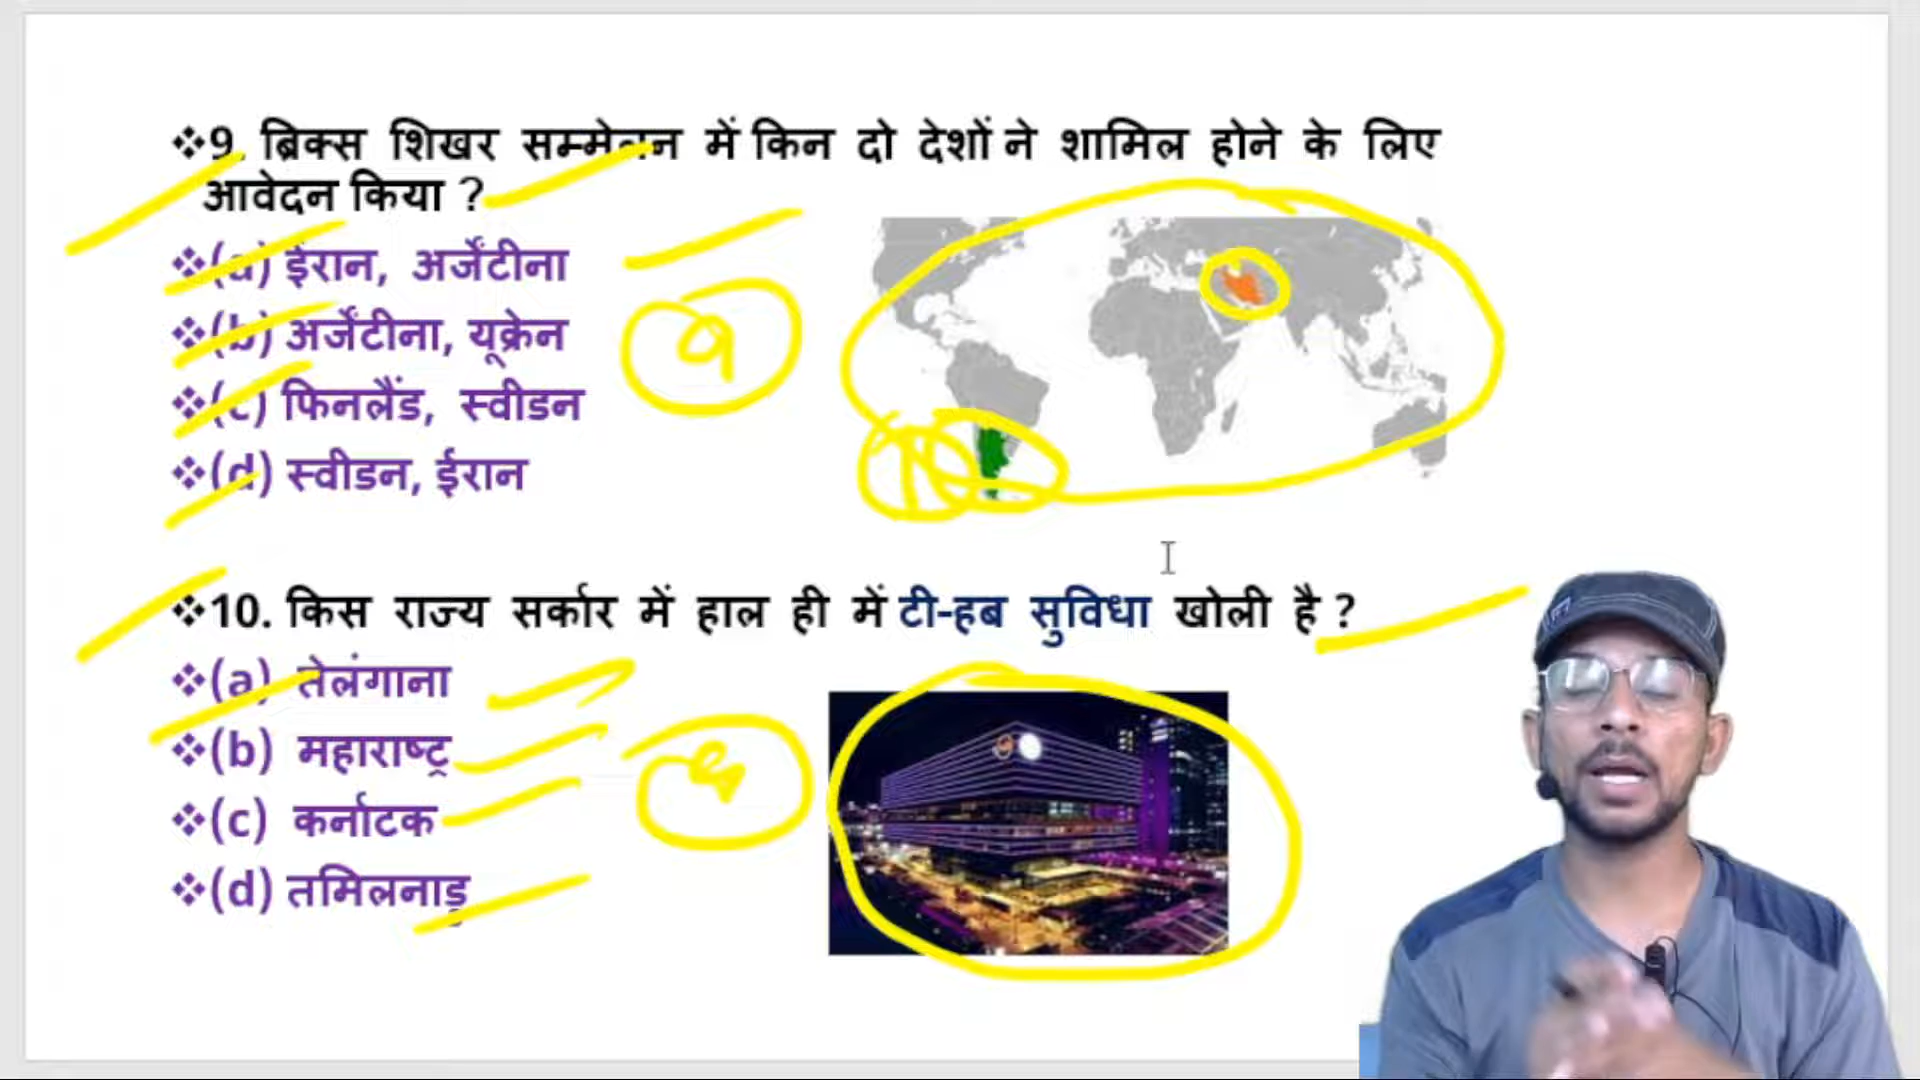 ❖9. ब्रिक्स शिखर सम्मेलन में किन दो देशों ने शामिल होने के लिए
आवेदन किया ?
❖(a) ईरान, अर्जेंटीना
❖(b) अर्जेंटीना, यूक्रेन
❖(c) फिनलैंड, स्वीडन
❖(d) स्वीडन, ईरान
❖10. किस राज्य सर्कार में हाल ही में टी-हब सुविधा खोली है ?
❖(a) तेलंगाना
❖(b) महाराष्ट्र
❖(c) कर्नाटक
❖(d) तमिलनाडु